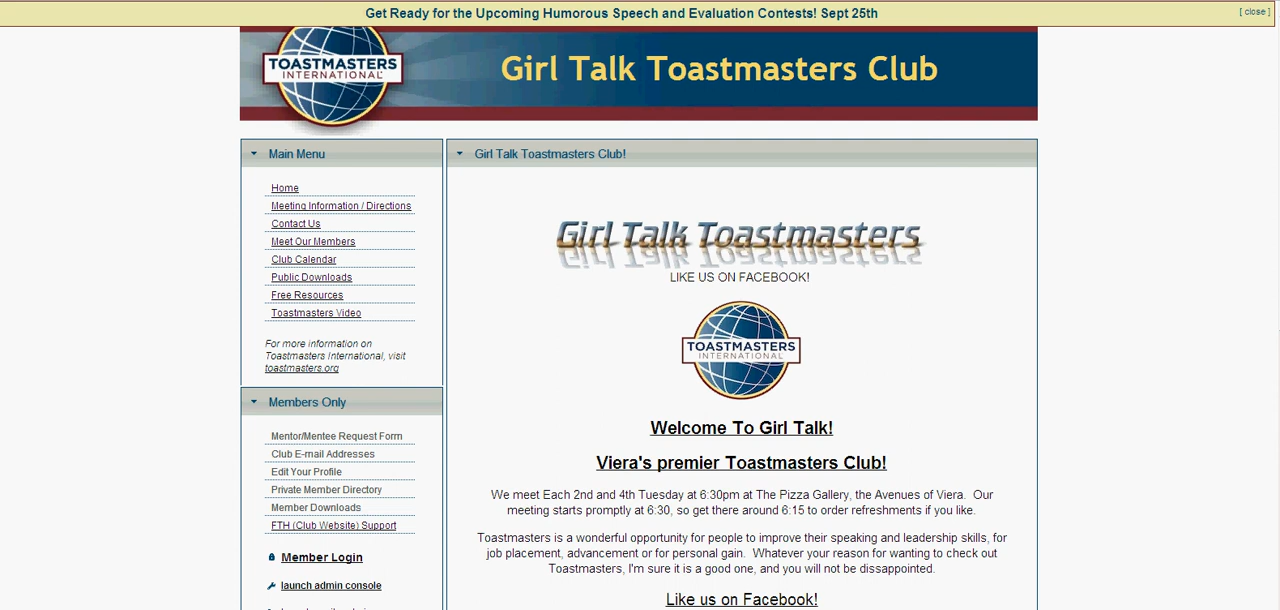 Get Ready for the Upcoming Humorous Speech and Evaluation Contests! Sept 25th
[ close ]
TOASTMASTERS
INTERNATIONAL
Girl Talk Toastmasters Club
Main Menu
Home
Meeting Information / Directions
Contact Us
Meet Our Members
Club Calendar
Public Downloads
Free Resources
Toastmasters Video
For more information on
Toastmasters International, visit
toastmasters.org
Members Only
Mentor/Mentee Request Form
Club E-mail Addresses
Edit Your Profile
Private Member Directory
Member Downloads
FTH (Club Website) Support
Member Login
launch admin console
Girl Talk Toastmasters Club!
Girl Talk Toastmasters
LIKE US ON FACEBOOK!
TOASTMASTERS
INTERNATIONAL
Welcome To Girl Talk!
Viera's premier Toastmasters Club!
We meet Each 2nd and 4th Tuesday at 6:30pm at The Pizza Gallery, the Avenues of Viera.  Our
meeting starts promptly at 6:30, so get there around 6:15 to order refreshments if you like.
Toastmasters is a wonderful opportunity for people to improve their speaking and leadership skills, for
job placement, advancement or for personal gain.  Whatever your reason for wanting to check out
Toastmasters, I'm sure it is a good one, and you will not be dissappointed.
Like us on Facebook!